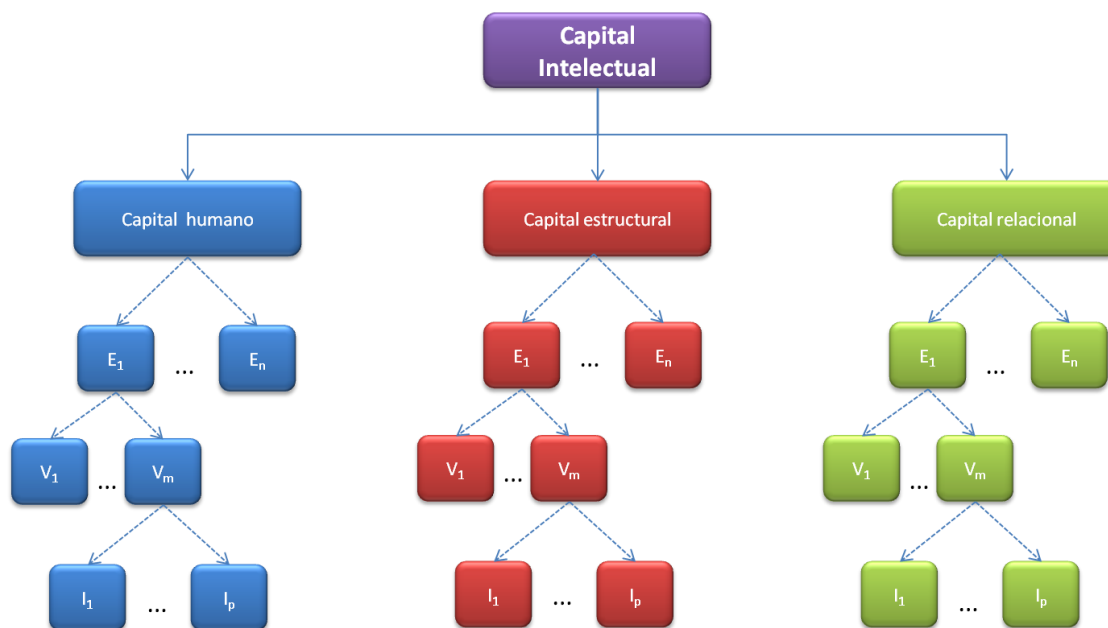 Capital
Intelectual
Capital humano
Capital estructural
Capital relacional
E₁ ... Eₙ
E₁ ... Eₙ
E₁ ... Eₙ
V₁ ... Vₘ
V₁ ... Vₘ
V₁ ... Vₘ
I₁ ... Iₚ
I₁ ... Iₚ
I₁ ... Iₚ